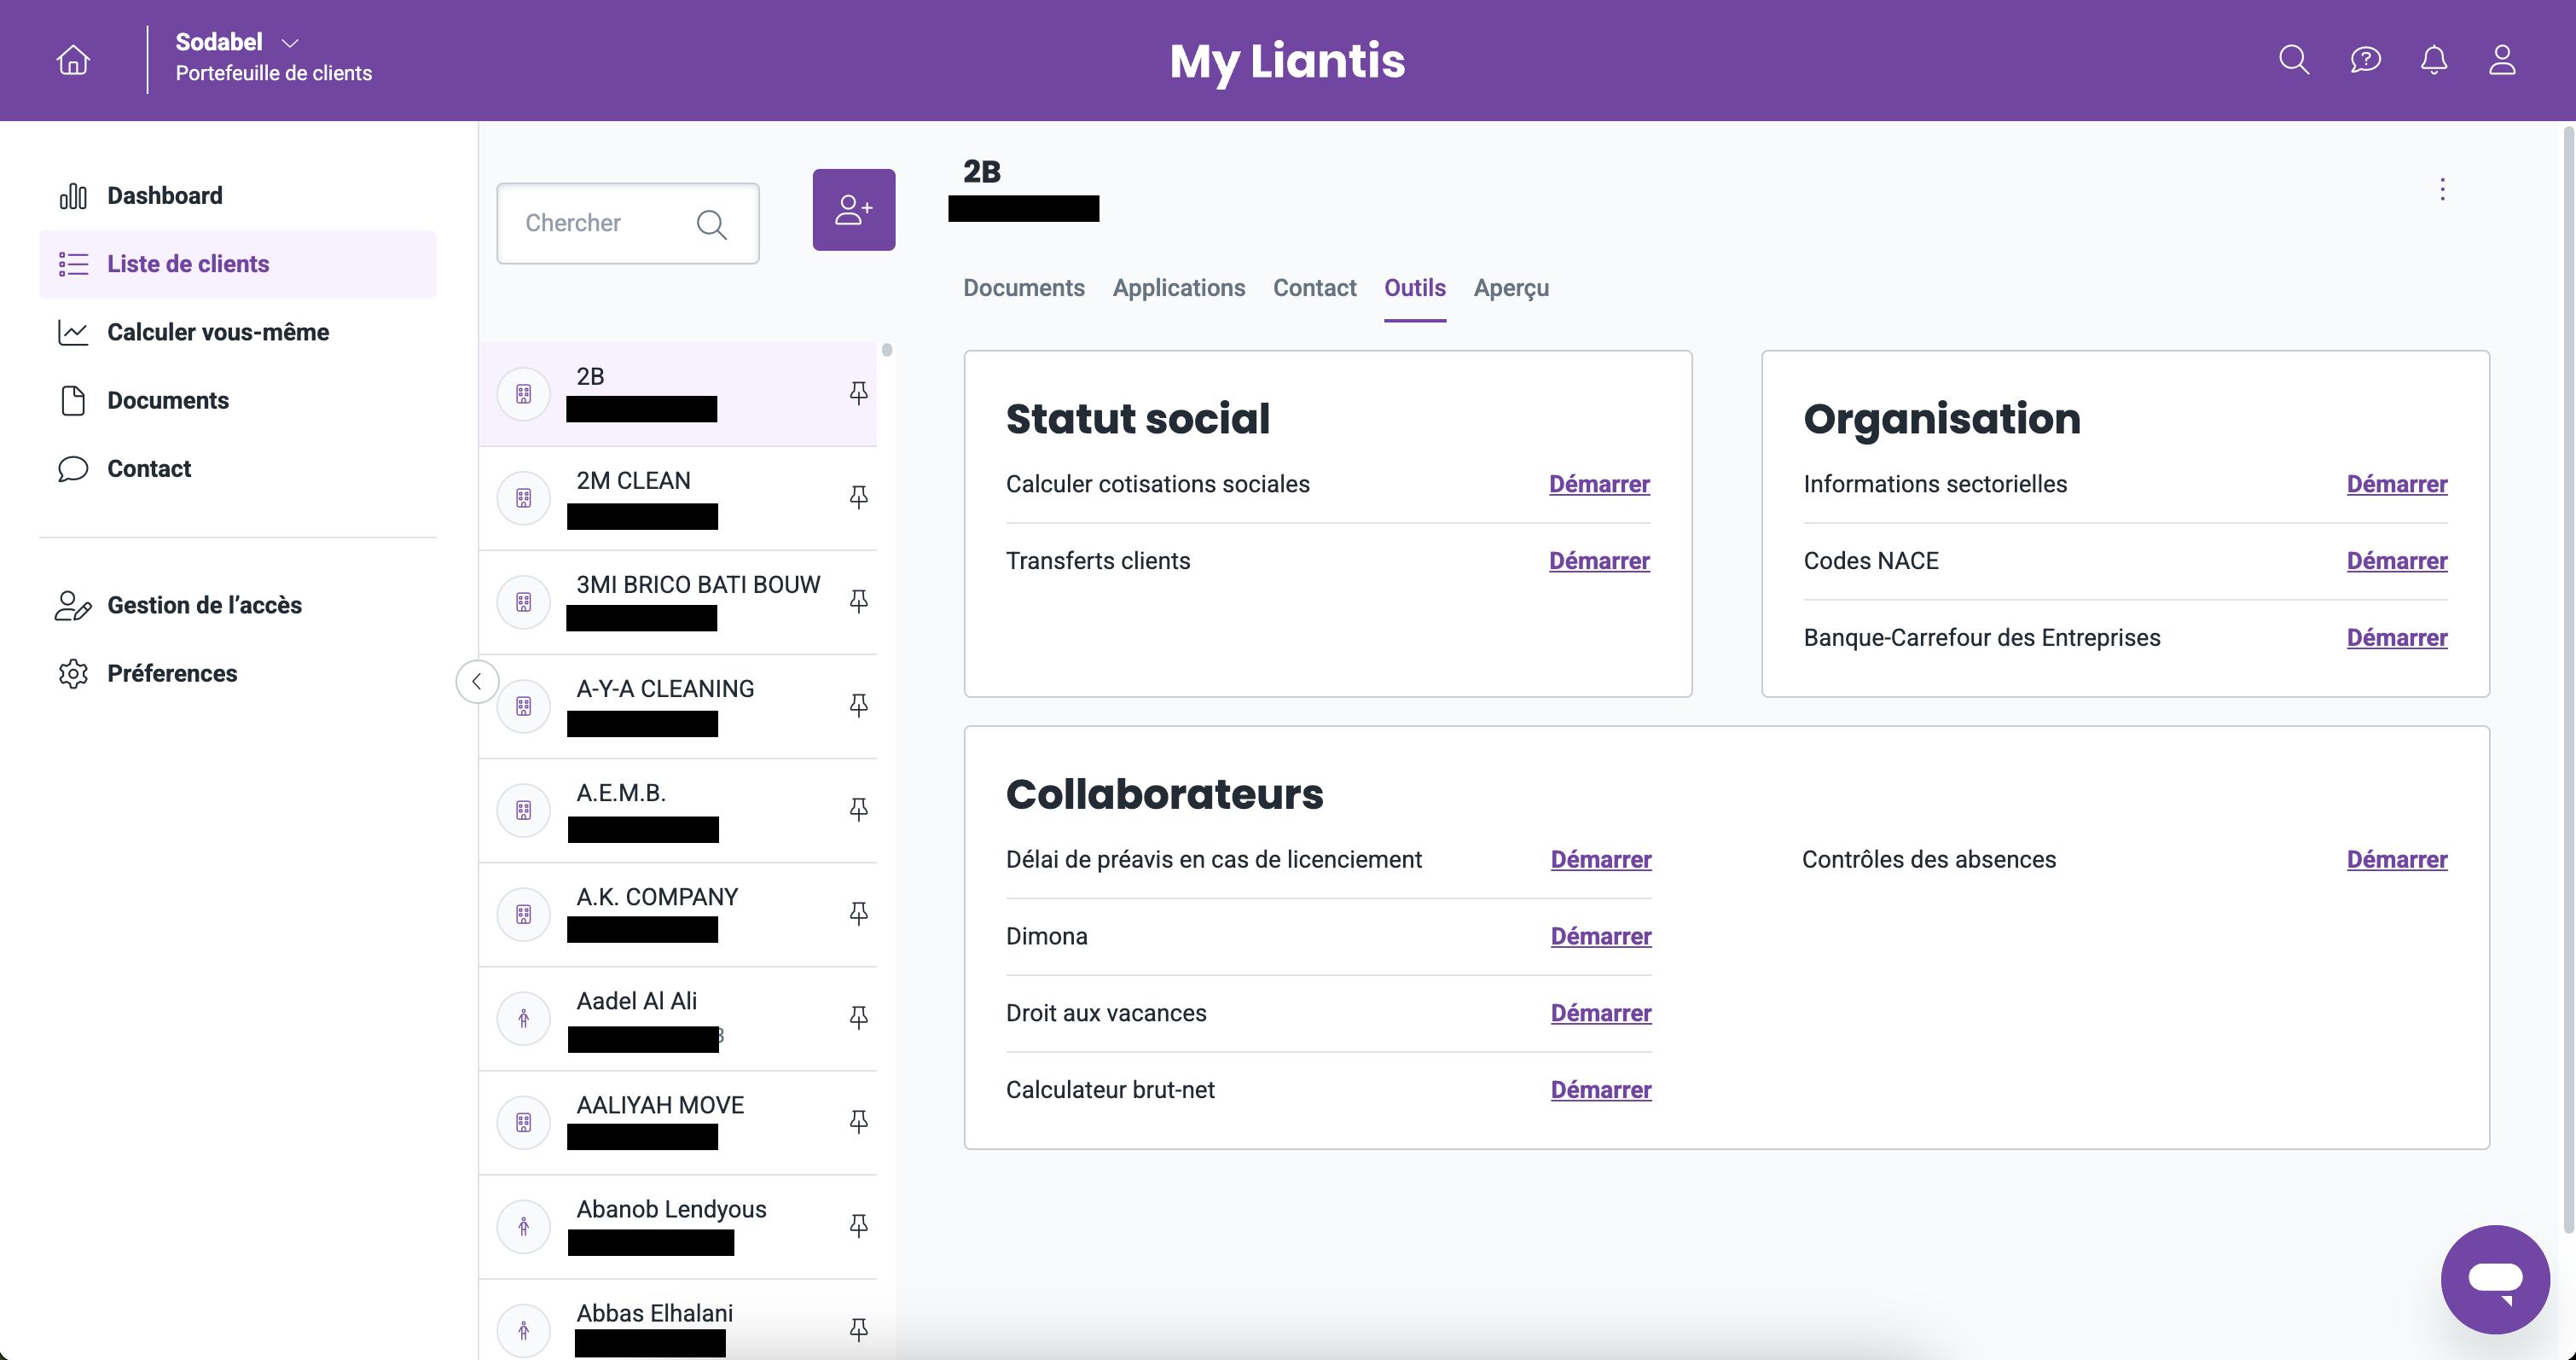 Sodabel
Portefeuille de clients
My Liantis
Dashboard
Liste de clients
Calculer vous-même
Documents
Contact
Gestion de l’accès
Préferences
Chercher
2B
2M CLEAN
3MI BRICO BATI BOUW
A-Y-A CLEANING
A.E.M.B.
A.K. COMPANY
Aadel Al Ali
AALIYAH MOVE
Abanob Lendyous
Abbas Elhalani
2B
Documents Applications Contact Outils Aperçu
Statut social
Calculer cotisations sociales Démarrer
Transferts clients Démarrer
Organisation
Informations sectorielles Démarrer
Codes NACE Démarrer
Banque-Carrefour des Entreprises Démarrer
Collaborateurs
Délai de préavis en cas de licenciement Démarrer
Dimona Démarrer
Droit aux vacances Démarrer
Calculateur brut-net Démarrer
Contrôles des absences Démarrer